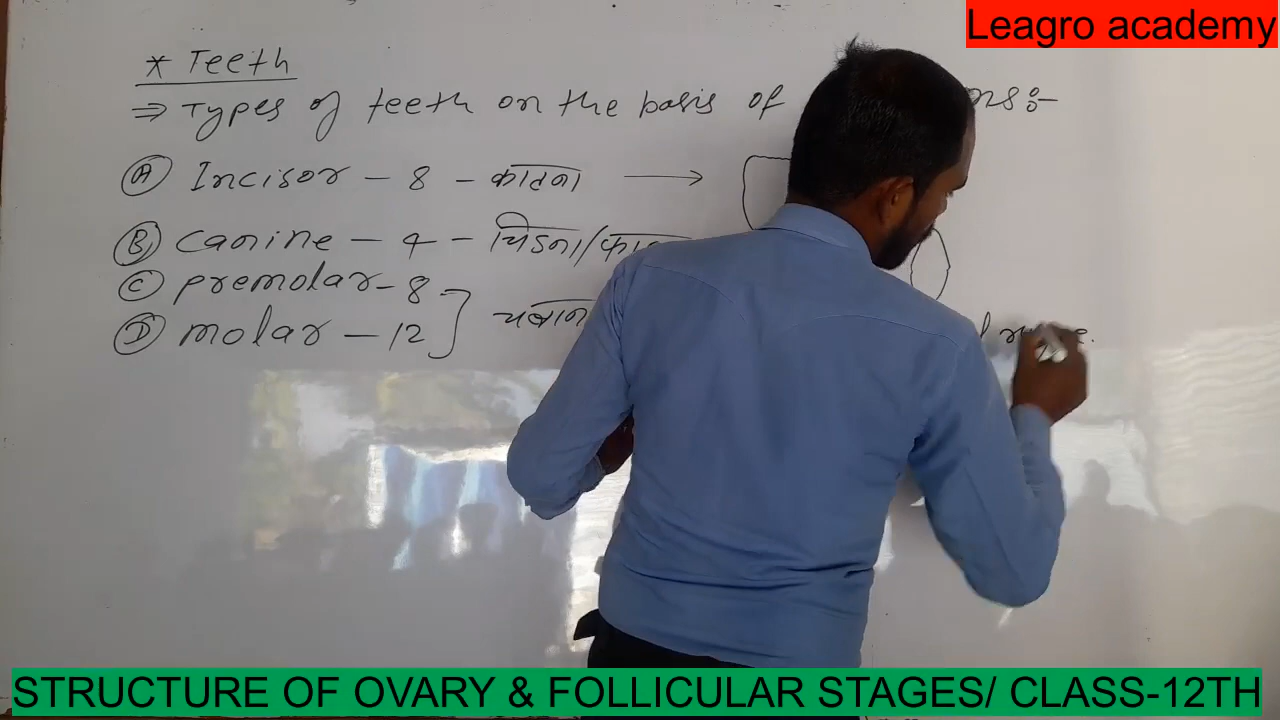 Leagro academy
* Teeth
⇒ Types of teeth on the basis of
Ⓐ Incisor - 8 - काटना →
Ⓑ canine - 4 - चिडना/
Ⓒ premolar - 8
Ⓓ molar - 12 ]
STRUCTURE OF OVARY & FOLLICULAR STAGES/ CLASS-12TH